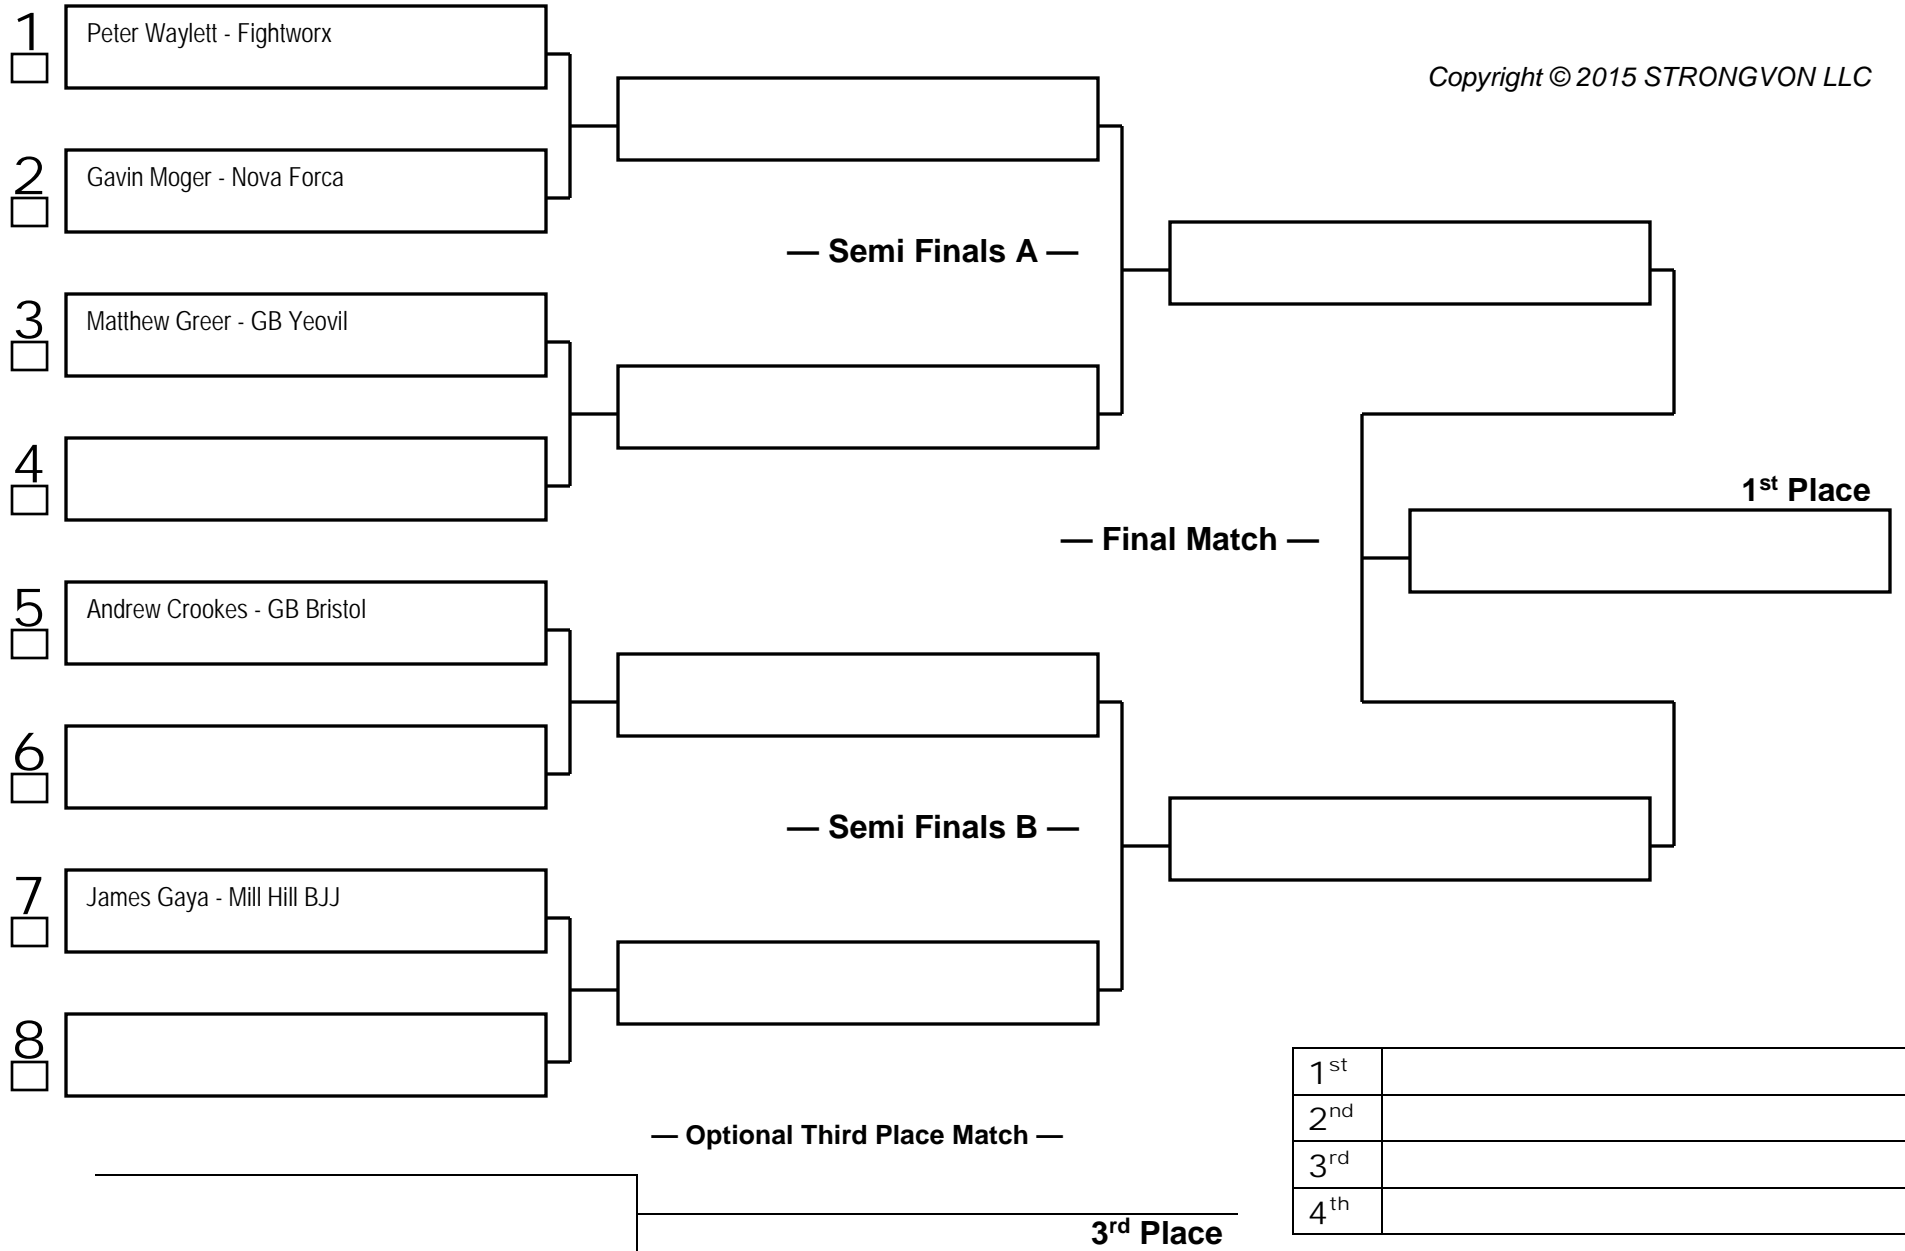 1
Peter Waylett - Fightworx
Copyright © 2015 STRONGVON LLC
2
Gavin Moger - Nova Forca
— Semi Finals A —
3
Matthew Greer - GB Yeovil
4
1st Place
— Final Match —
5
Andrew Crookes - GB Bristol
6
— Semi Finals B —
7
James Gaya - Mill Hill BJJ
8
— Optional Third Place Match —
3rd Place
1st
2nd
3rd
4th